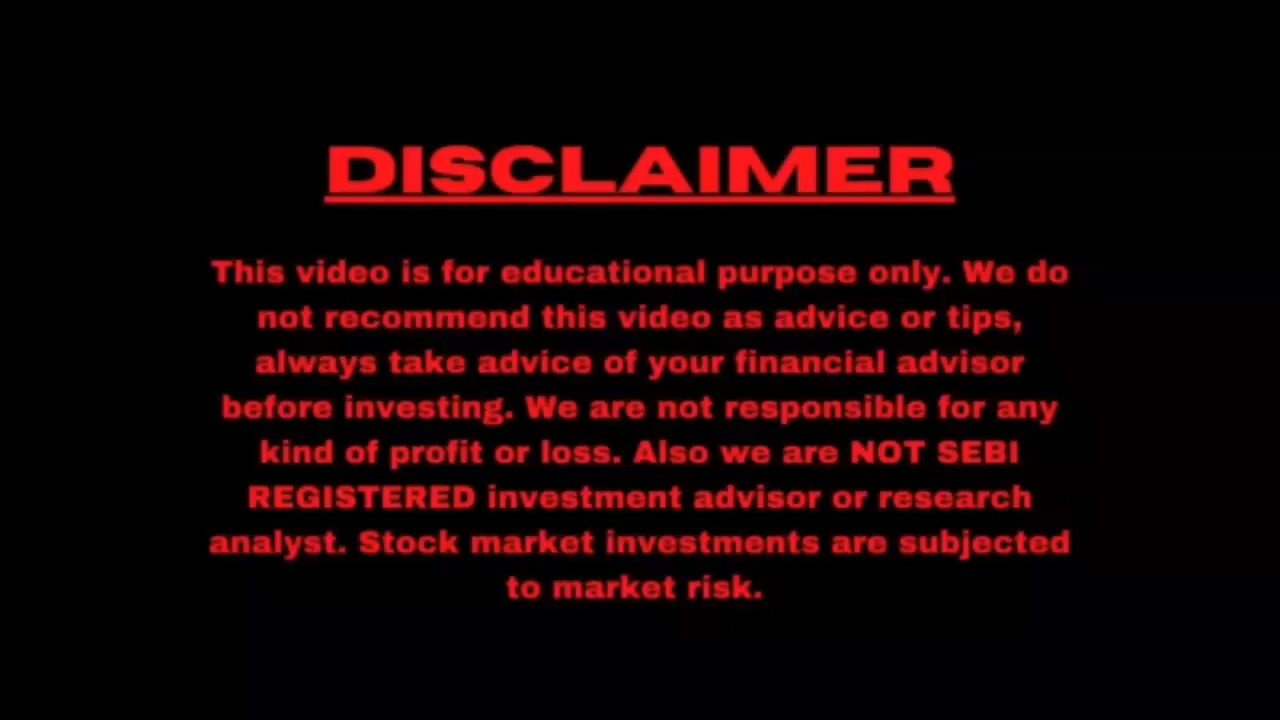 DISCLAIMER
This video is for educational purpose only. We do
not recommend this video as advice or tips,
always take advice of your financial advisor
before investing. We are not responsible for any
kind of profit or loss. Also we are NOT SEBI
REGISTERED investment advisor or research
analyst. Stock market investments are subjected
to market risk.